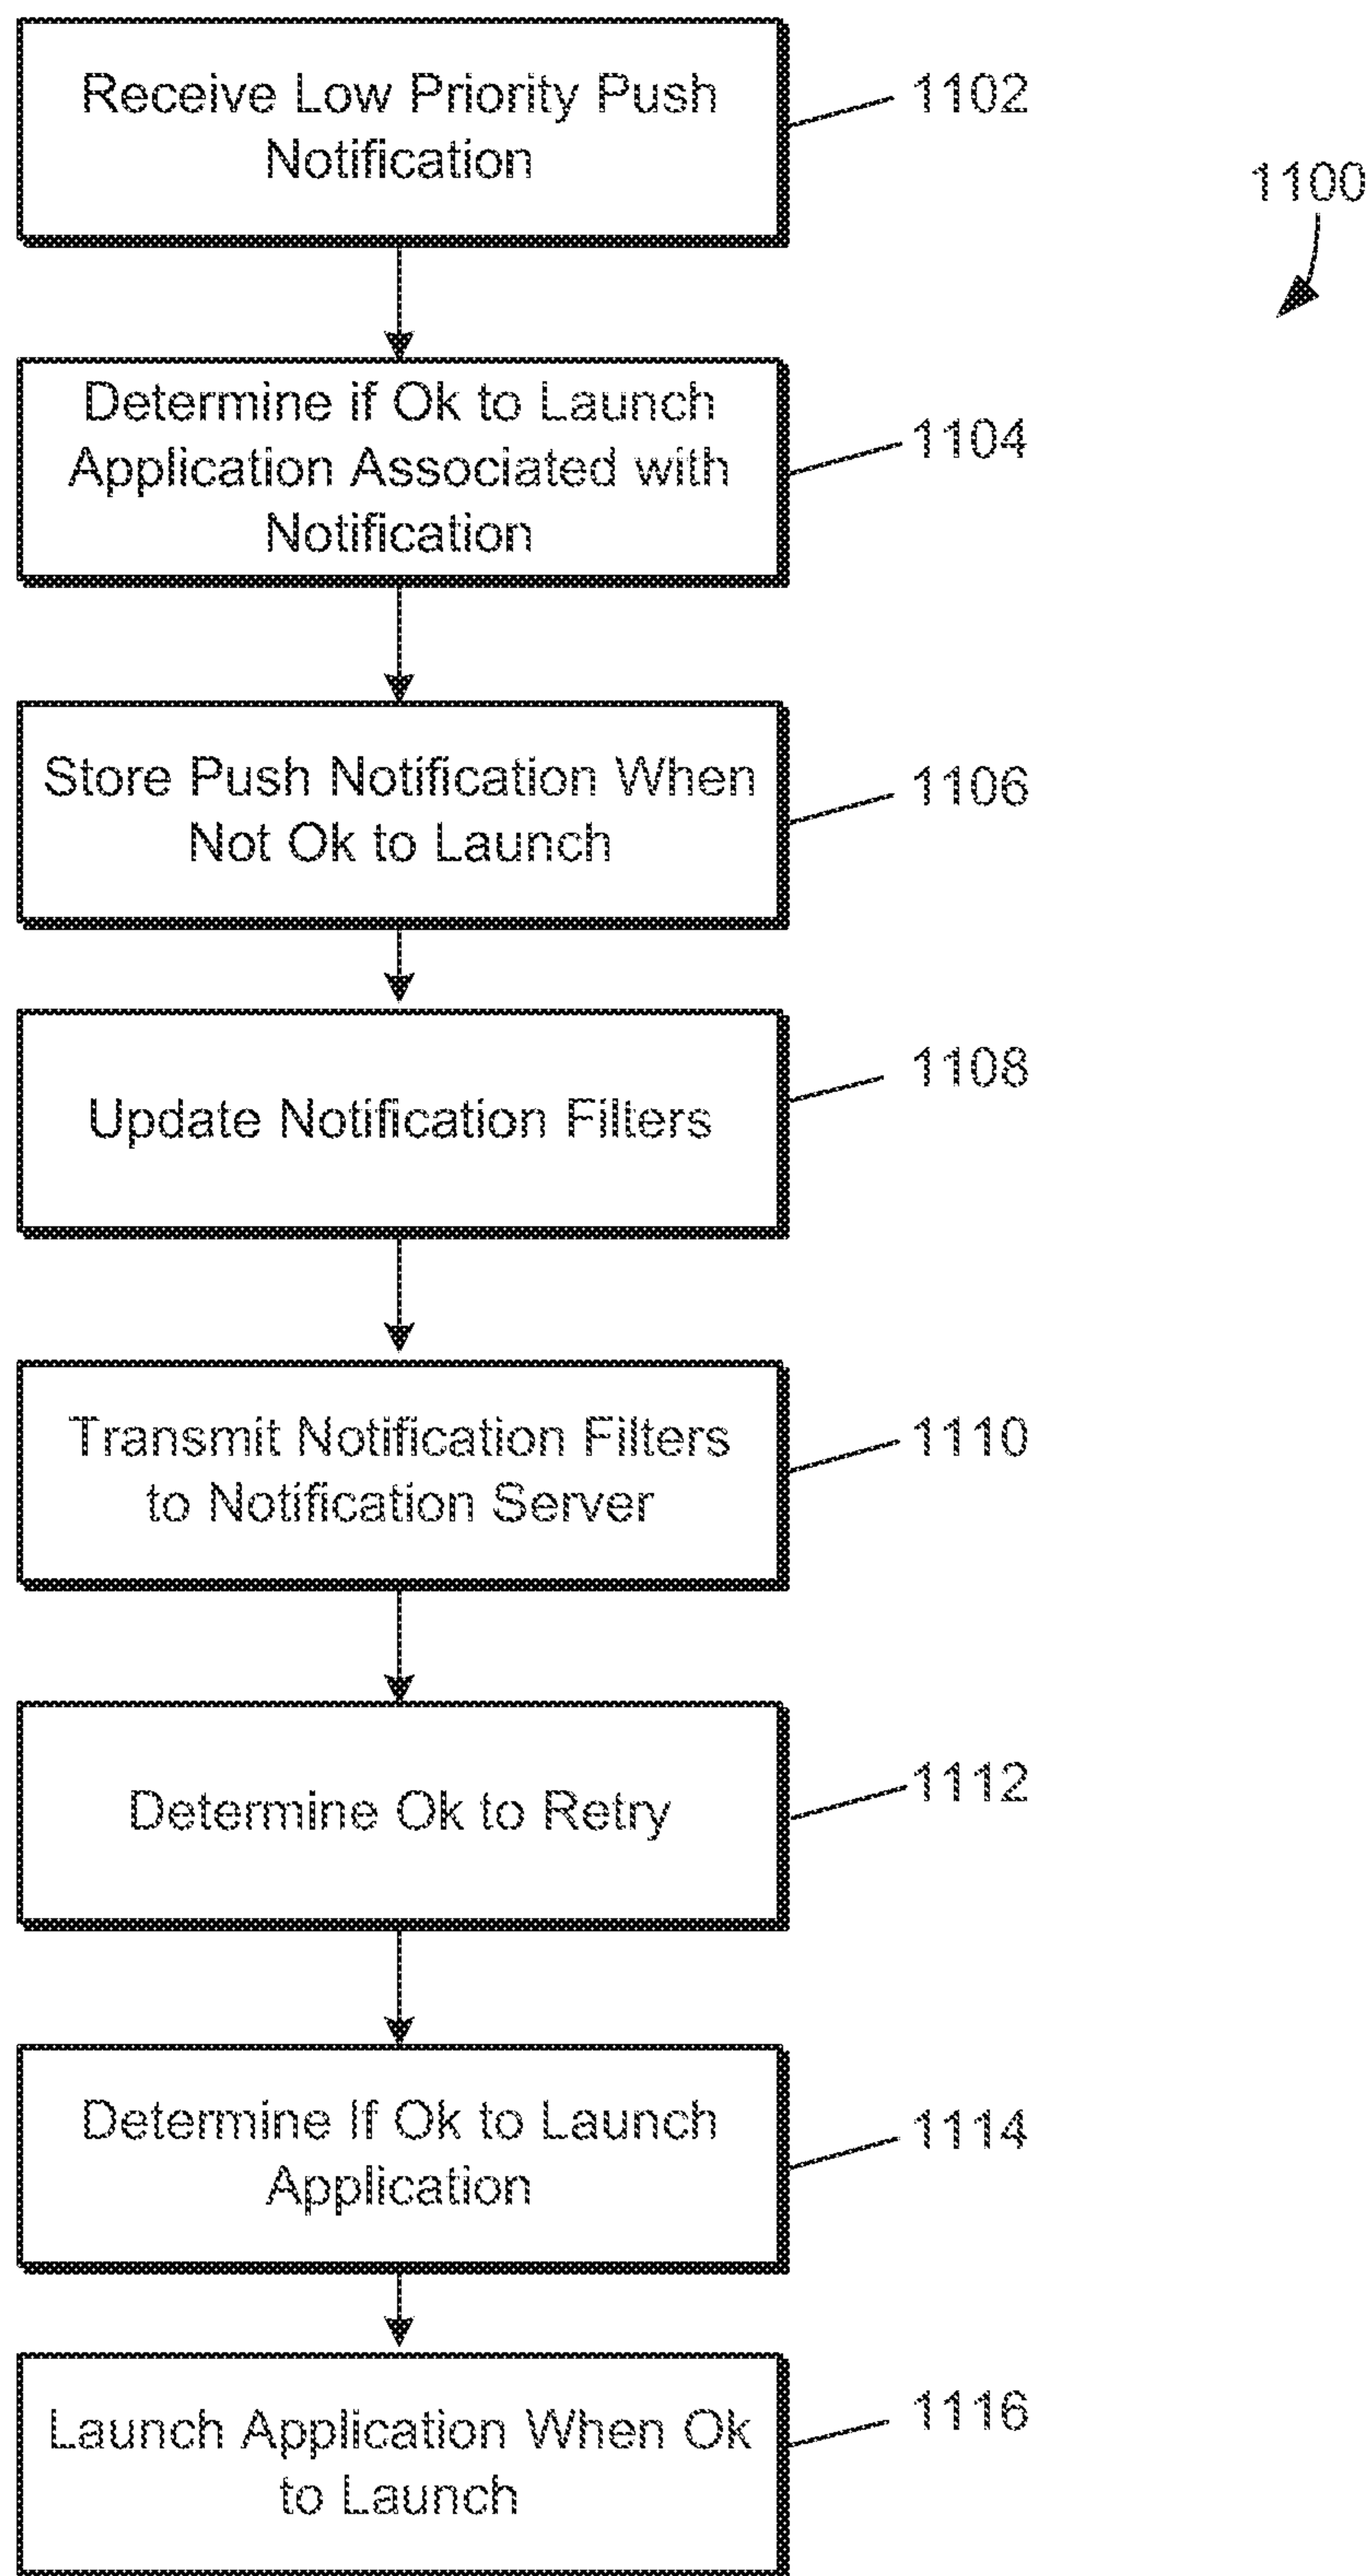 Receive Low Priority Push
Notification
1102
1100
Determine if Ok to Launch
Application Associated with
Notification
1104
Store Push Notification When
Not Ok to Launch
1106
Update Notification Filters
1108
Transmit Notification Filters
to Notification Server
1110
Determine Ok to Retry
1112
Determine If Ok to Launch
Application
1114
Launch Application When Ok
to Launch
1116